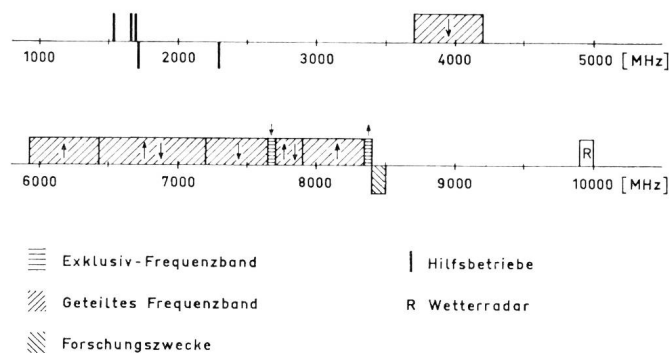 1000 2000 3000 4000 5000 [MHz]
R
6000 7000 8000 9000 10000 [MHz]
Exklusiv-Frequenzband
Hilfsbetriebe
Geteiltes Frequenzband
R Wetterradar
Forschungszwecke